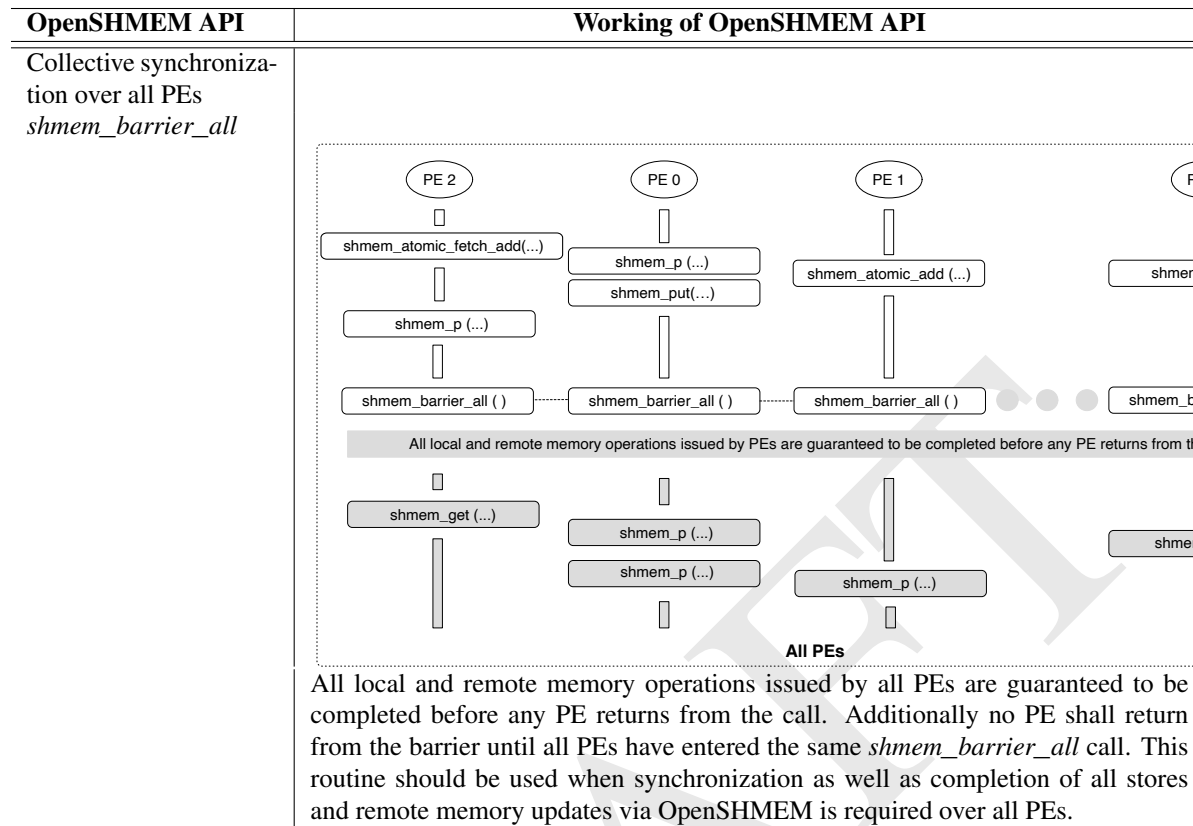 OpenSHMEM API
Working of OpenSHMEM API
Collective synchroniza-
tion over all PEs
shmem_barrier_all
PE 2
PE 0
PE 1
shmem_atomic_fetch_add(...)
shmem_p (...)
shmem_atomic_add (...)
shmem_put(...)
shmem_p (...)
shmem_barrier_all ( )
shmem_barrier_all ( )
shmem_barrier_all ( )
All local and remote memory operations issued by PEs are guaranteed to be completed before any PE returns from
shmem_get (...)
shmem_p (...)
shmem_p (...)
shmem_p (...)
All PEs
All local and remote memory operations issued by all PEs are guaranteed to be
completed before any PE returns from the call. Additionally no PE shall return
from the barrier until all PEs have entered the same shmem_barrier_all call. This
routine should be used when synchronization as well as completion of all stores
and remote memory updates via OpenSHMEM is required over all PEs.